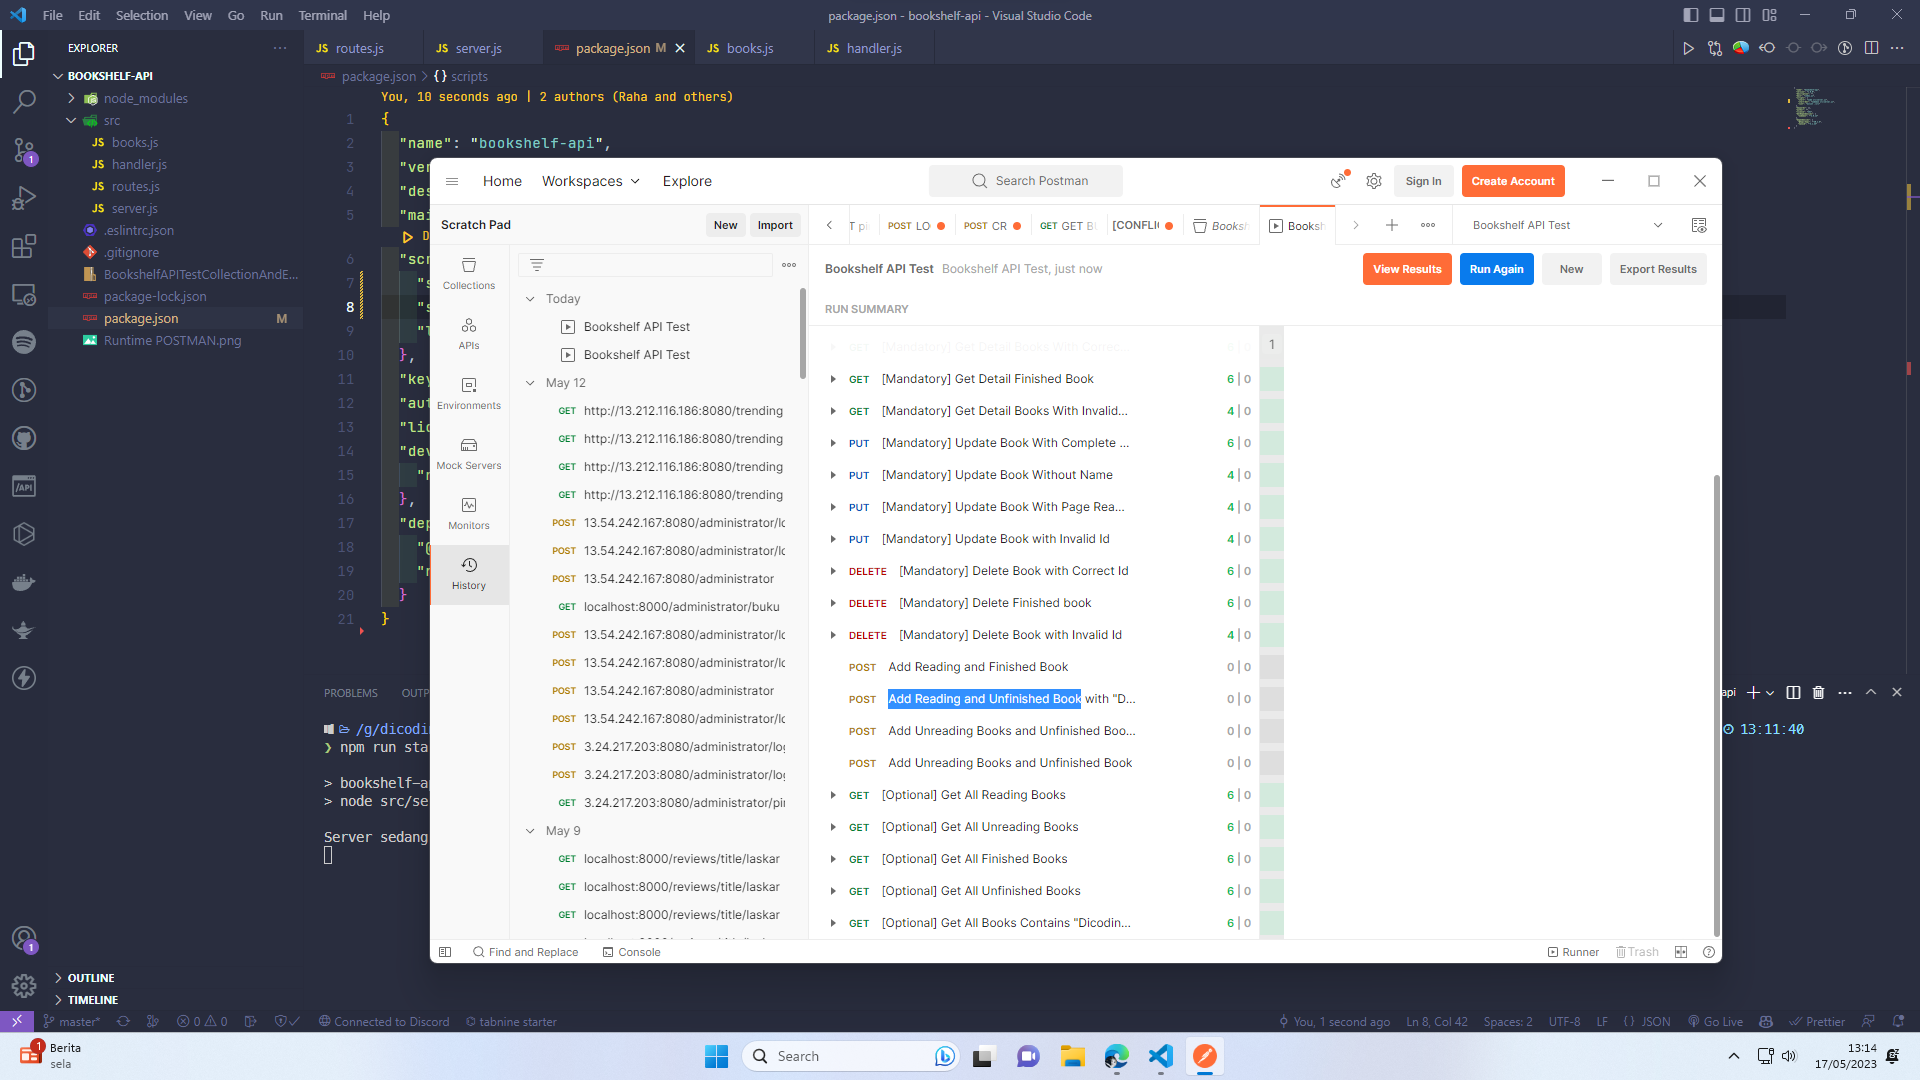 File Edit Selection View Go Run Terminal Help
package.json - bookshelf-api - Visual Studio Code
EXPLORER
BOOKSHELF-API
node_modules
src
JS books.js
JS handler.js
JS routes.js
JS server.js
.eslintrc.json
.gitignore
BookshelfAPITestCollectionAndE...
package-lock.json
package.json M
Runtime POSTMAN.png
OUTLINE
TIMELINE
JS routes.js
JS server.js
package.json M
JS books.js
JS handler.js
package.json > {} scripts
You, 10 seconds ago | 2 authors (Raha and others)
1 {
2 "name": "bookshelf-api",
3 "ver
4 "des
5 "mai
D
6 "scr
7 "s
8 "s
9 "l
10 },
11 "key
12 "aut
13 "lic
14 "dev
15 "n
16 },
17 "dep
18 "@
19 "n
20 }
21 }
PROBLEMS OUTP
/g/dicodi
npm run sta
> bookshelf-ap
> node src/se
Server sedang
api
13:11:40
Home Workspaces Explore
Search Postman
Sign In
Create Account
Scratch Pad
New
Import
T pl
POST LO
POST CR
GET GET BU
[CONFLI
Booksh
Booksh
Bookshelf API Test
Collections
APIs
Environments
Mock Servers
Monitors
History
Today
Bookshelf API Test
Bookshelf API Test
May 12
GET http://13.212.116.186:8080/trending
GET http://13.212.116.186:8080/trending
GET http://13.212.116.186:8080/trending
GET http://13.212.116.186:8080/trending
POST 13.54.242.167:8080/administrator/lo
POST 13.54.242.167:8080/administrator/lo
POST 13.54.242.167:8080/administrator
GET localhost:8000/administrator/buku
POST 13.54.242.167:8080/administrator/lo
POST 13.54.242.167:8080/administrator/lo
POST 13.54.242.167:8080/administrator
POST 13.54.242.167:8080/administrator/lo
POST 3.24.217.203:8080/administrator/log
POST 3.24.217.203:8080/administrator/log
GET 3.24.217.203:8080/administrator/pin
May 9
GET localhost:8000/reviews/title/laskar
GET localhost:8000/reviews/title/laskar
GET localhost:8000/reviews/title/laskar
Bookshelf API Test Bookshelf API Test, just now
View Results
Run Again
New
Export Results
RUN SUMMARY
1
GET [Mandatory] Get Detail Books With Correc... 6 | 0
GET [Mandatory] Get Detail Finished Book 6 | 0
GET [Mandatory] Get Detail Books With Invalid... 4 | 0
PUT [Mandatory] Update Book With Complete ... 6 | 0
PUT [Mandatory] Update Book Without Name 4 | 0
PUT [Mandatory] Update Book With Page Rea... 4 | 0
PUT [Mandatory] Update Book with Invalid Id 4 | 0
DELETE [Mandatory] Delete Book with Correct Id 6 | 0
DELETE [Mandatory] Delete Finished book 6 | 0
DELETE [Mandatory] Delete Book with Invalid Id 4 | 0
POST Add Reading and Finished Book 0 | 0
POST Add Reading and Unfinished Book with "D... 0 | 0
POST Add Unreading Books and Unfinished Boo... 0 | 0
POST Add Unreading Books and Unfinished Book 0 | 0
GET [Optional] Get All Reading Books 6 | 0
GET [Optional] Get All Unreading Books 6 | 0
GET [Optional] Get All Finished Books 6 | 0
GET [Optional] Get All Unfinished Books 6 | 0
GET [Optional] Get All Books Contains "Dicodin... 6 | 0
Find and Replace Console
Runner Trash
master* 0 0 Connected to Discord tabnine starter
You, 1 second ago Ln 8, Col 42 Spaces: 2 UTF-8 LF {} JSON Go Live Prettier
1 Berita
sela
Search
13:14
17/05/2023